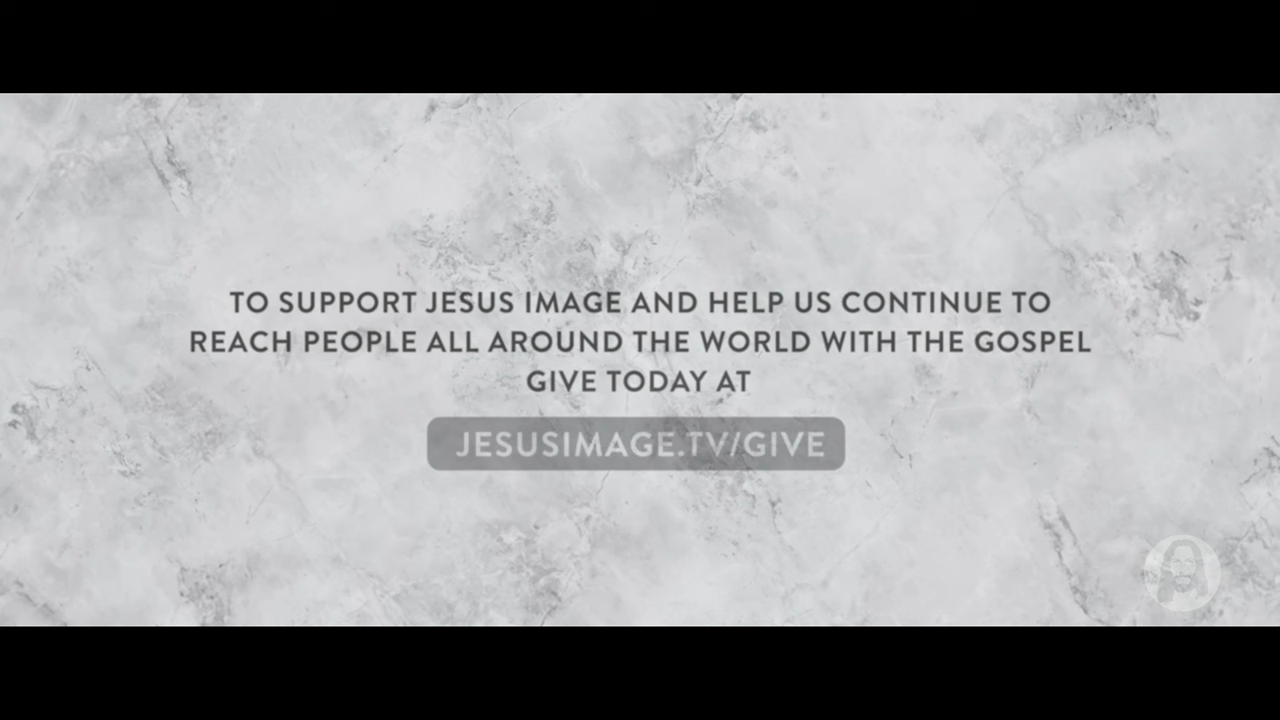 TO SUPPORT JESUS IMAGE AND HELP US CONTINUE TO
REACH PEOPLE ALL AROUND THE WORLD WITH THE GOSPEL
GIVE TODAY AT
JESUSIMAGE.TV/GIVE